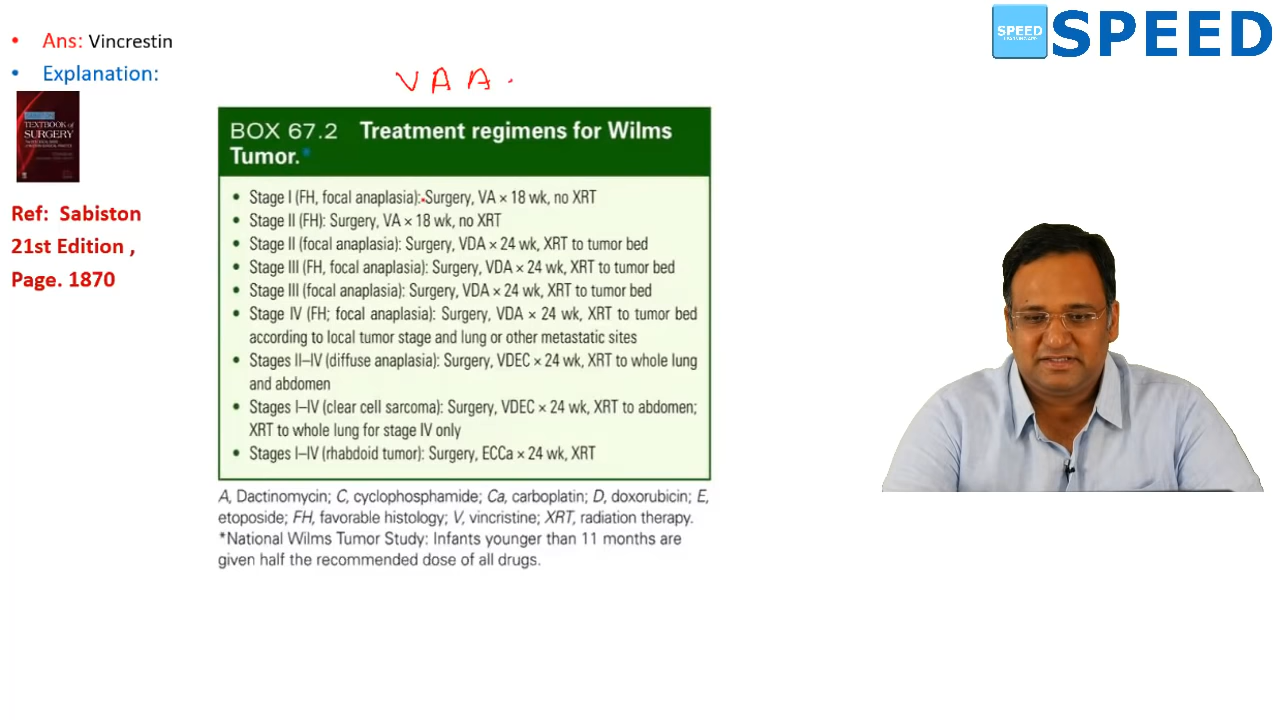 • Ans: Vincrestin
• Explanation:
SPEED
SPEED
V A A .
TEXTBOOK of
SURGERY
Ref: Sabiston
21st Edition ,
Page. 1870
BOX 67.2 Treatment regimens for Wilms
Tumor.*
• Stage I (FH, focal anaplasia): Surgery, VA × 18 wk, no XRT
• Stage II (FH): Surgery, VA × 18 wk, no XRT
• Stage II (focal anaplasia): Surgery, VDA × 24 wk, XRT to tumor bed
• Stage III (FH, focal anaplasia): Surgery, VDA × 24 wk, XRT to tumor bed
• Stage III (focal anaplasia): Surgery, VDA × 24 wk, XRT to tumor bed
• Stage IV (FH; focal anaplasia): Surgery, VDA × 24 wk, XRT to tumor bed
according to local tumor stage and lung or other metastatic sites
• Stages II–IV (diffuse anaplasia): Surgery, VDEC × 24 wk, XRT to whole lung
and abdomen
• Stages I–IV (clear cell sarcoma): Surgery, VDEC × 24 wk, XRT to abdomen;
XRT to whole lung for stage IV only
• Stages I–IV (rhabdoid tumor): Surgery, ECCa × 24 wk, XRT
A, Dactinomycin; C, cyclophosphamide; Ca, carboplatin; D, doxorubicin; E,
etoposide; FH, favorable histology; V, vincristine; XRT, radiation therapy.
*National Wilms Tumor Study: Infants younger than 11 months are
given half the recommended dose of all drugs.